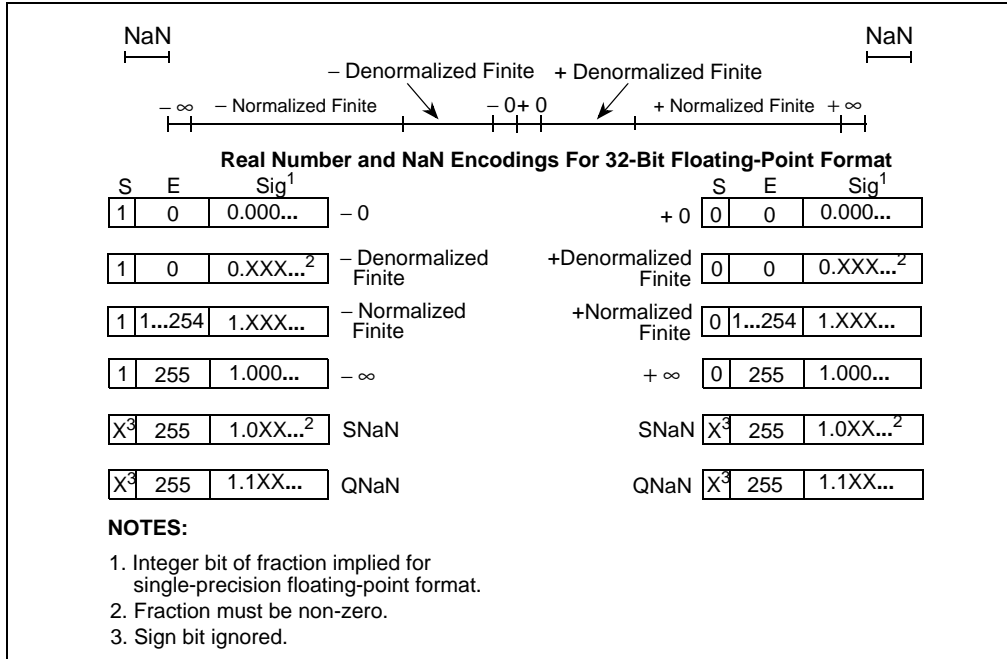 NaN NaN
− Denormalized Finite + Denormalized Finite
− ∞ − Normalized Finite − 0+ 0 + Normalized Finite + ∞
Real Number and NaN Encodings For 32-Bit Floating-Point Format
S E Sig1 S E Sig1
1 0 0.000... − 0 + 0 0 0 0.000...
1 0 0.XXX...2 − Denormalized Finite +Denormalized Finite 0 0 0.XXX...2
1 1...254 1.XXX... − Normalized Finite +Normalized Finite 0 1...254 1.XXX...
1 255 1.000... − ∞ + ∞ 0 255 1.000...
X3 255 1.0XX...2 SNaN SNaN X3 255 1.0XX...2
X3 255 1.1XX... QNaN QNaN X3 255 1.1XX...
NOTES:
1. Integer bit of fraction implied for
single-precision floating-point format.
2. Fraction must be non-zero.
3. Sign bit ignored.